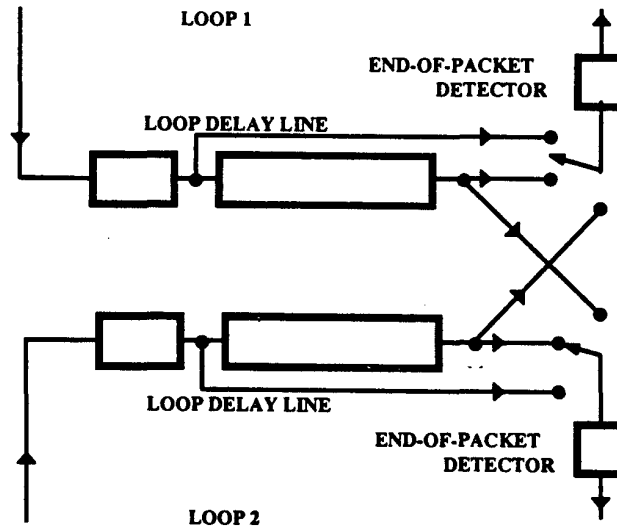 LOOP 1
END-OF-PACKET
DETECTOR
LOOP DELAY LINE
LOOP DELAY LINE
END-OF-PACKET
DETECTOR
LOOP 2